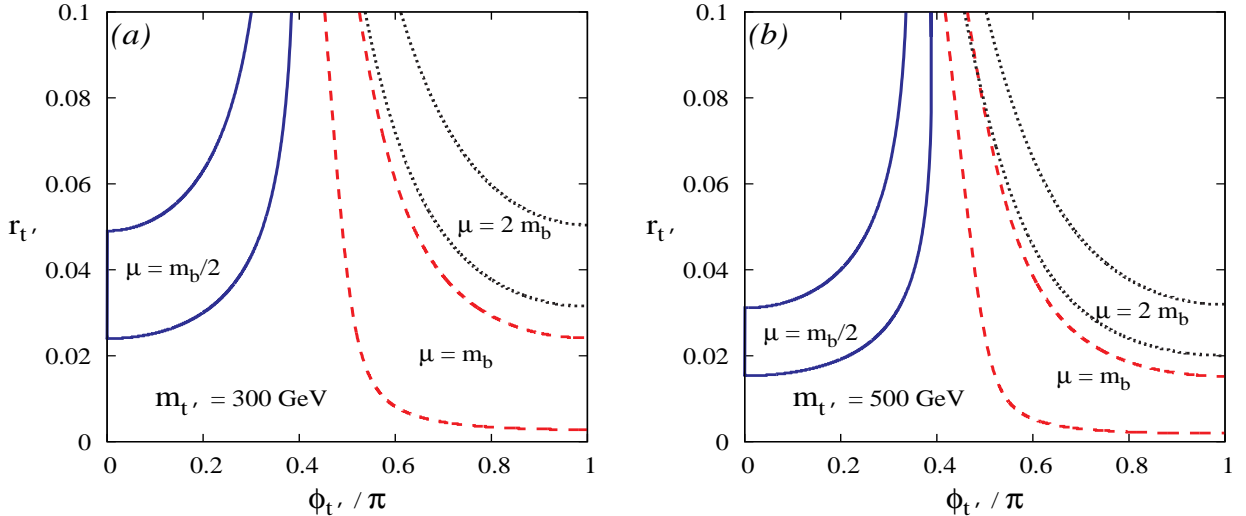 (a)
0.1
0.08
0.06
r_t′
0.04
0.02
0
μ = 2 m_b
μ = m_b/2
μ = m_b
m_t′ = 300 GeV
0 0.2 0.4 0.6 0.8 1
ϕ_t′ / π
(b)
0.1
0.08
0.06
r_t′
0.04
0.02
0
μ = 2 m_b
μ = m_b/2
μ = m_b
m_t′ = 500 GeV
0 0.2 0.4 0.6 0.8 1
ϕ_t′ / π